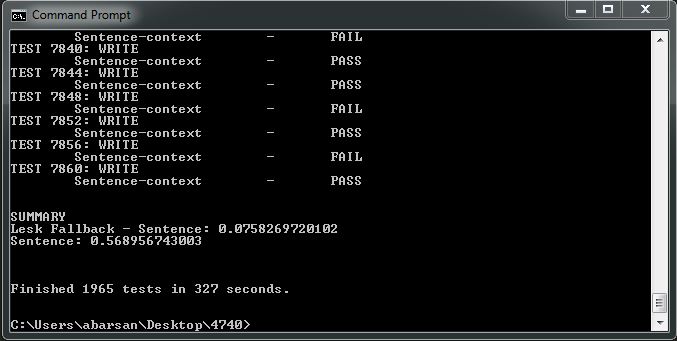 Command Prompt
Sentence-context - FAIL
TEST 7840: WRITE
Sentence-context - PASS
TEST 7844: WRITE
Sentence-context - PASS
TEST 7848: WRITE
Sentence-context - FAIL
TEST 7852: WRITE
Sentence-context - PASS
TEST 7856: WRITE
Sentence-context - FAIL
TEST 7860: WRITE
Sentence-context - PASS
SUMMARY
Lesk Fallback - Sentence: 0.0758269720102
Sentence: 0.568956743003
Finished 1965 tests in 327 seconds.
C:\Users\abarsan\Desktop\4740>